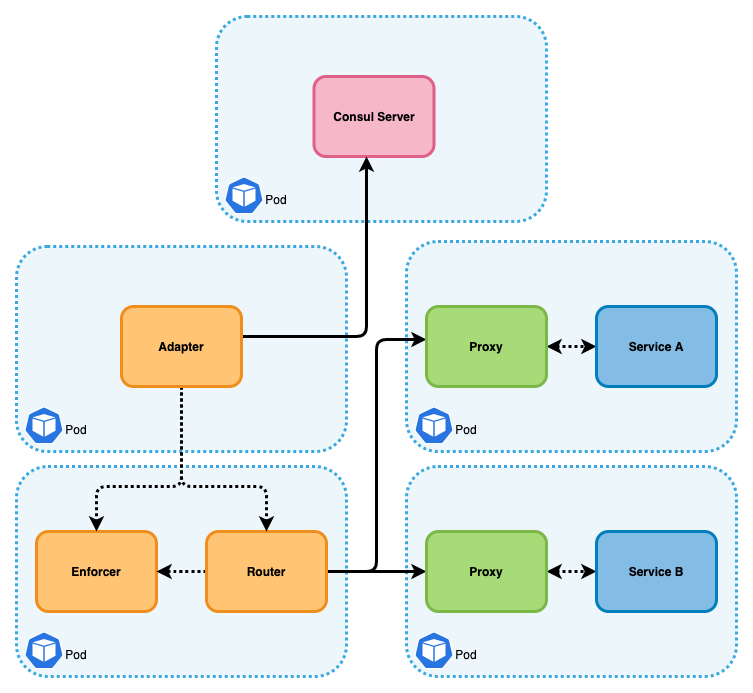 Consul Server
Pod
Adapter
Pod
Proxy
Service A
Pod
Enforcer
Router
Pod
Proxy
Service B
Pod